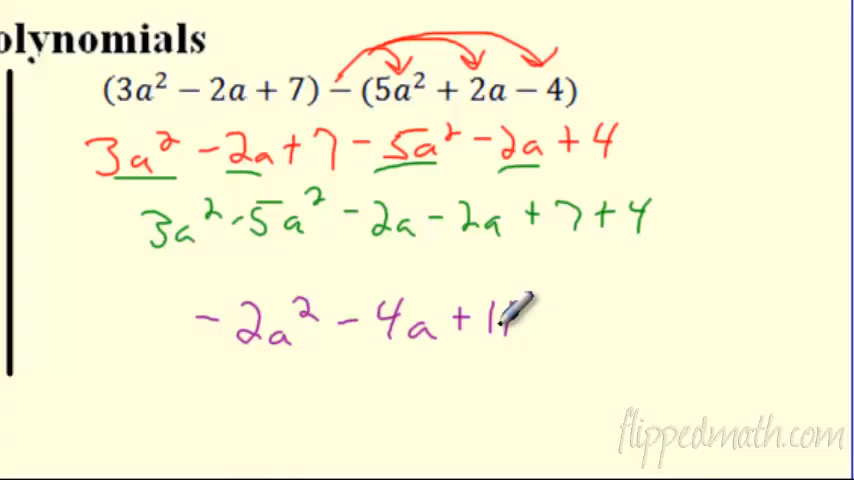 olynomials
(3a² − 2a + 7) − (5a² + 2a − 4)
3a² - 2a + 7 - 5a² - 2a + 4
3a² - 5a² - 2a - 2a + 7 + 4
- 2a² - 4a + 11
flippedmath.com